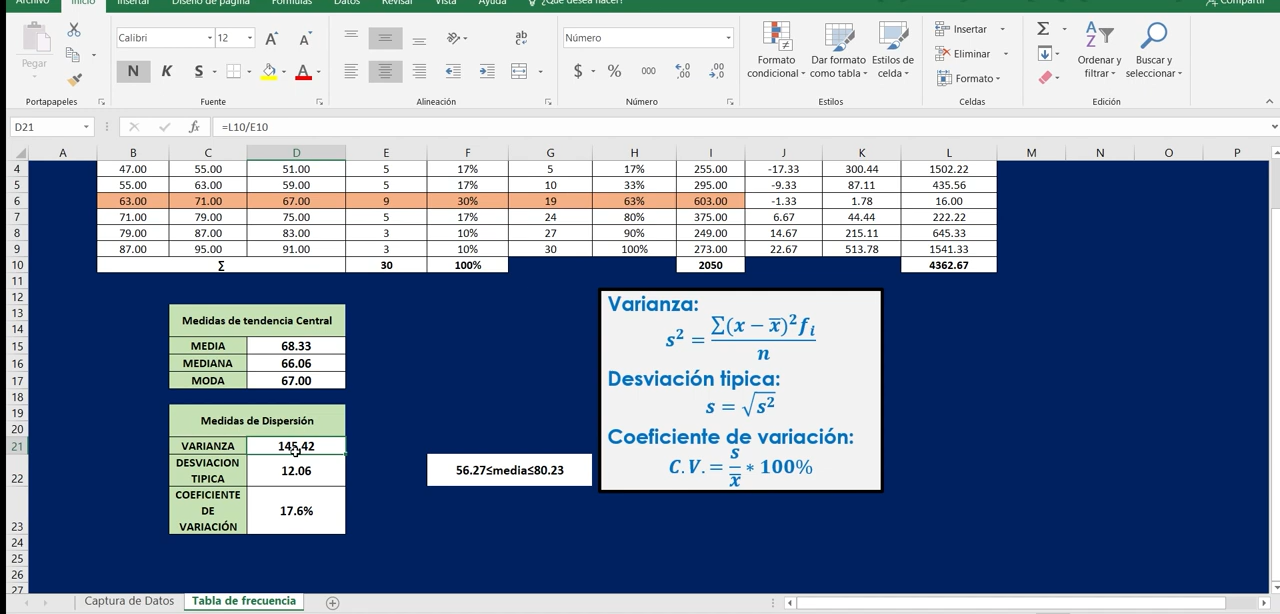 Archivo Inicio Insertar Diseño de página Fórmulas Datos Revisar Vista Ayuda ¿Qué desea hacer? Compartir
Pegar
Calibri 12
N K S
ab
c
Número
$ % 000
Formato condicional
Dar formato como tabla
Estilos de celda
Insertar
Eliminar
Formato
Σ
Ordenar y filtrar
Buscar y seleccionar
Portapapeles Fuente Alineación Número Estilos Celdas Edición
D21 fx =L10/E10
A B C D E F G H I J K L M N O P
4 47.00 55.00 51.00 5 17% 5 17% 255.00 -17.33 300.44 1502.22
5 55.00 63.00 59.00 5 17% 10 33% 295.00 -9.33 87.11 435.56
6 63.00 71.00 67.00 9 30% 19 63% 603.00 -1.33 1.78 16.00
7 71.00 79.00 75.00 5 17% 24 80% 375.00 6.67 44.44 222.22
8 79.00 87.00 83.00 3 10% 27 90% 249.00 14.67 215.11 645.33
9 87.00 95.00 91.00 3 10% 30 100% 273.00 22.67 513.78 1541.33
10 Σ 30 100% 2050 4362.67
11
12
13
14
Medidas de tendencia Central
15 MEDIA 68.33
16 MEDIANA 66.06
17 MODA 67.00
18
19
20
Medidas de Dispersión
21 VARIANZA 145.42
22 DESVIACION TIPICA 12.06
56.27≤media≤80.23
23 COEFICIENTE DE VARIACIÓN 17.6%
24
25
26
27
Varianza:
s² = ∑(x − x̅)² fᵢ / n
Desviación tipica:
s = √s²
Coeficiente de variación:
C.V. = s / x̅ * 100%
Captura de Datos Tabla de frecuencia